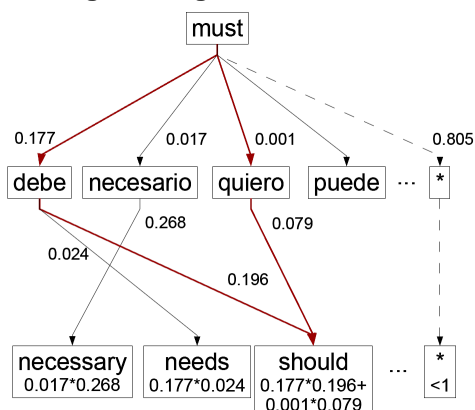 must
0.177
0.017
0.001
0.805
debe
necesario
quiero
puede
...
*
0.268
0.079
0.024
0.196
necessary
0.017*0.268
needs
0.177*0.024
should
0.177*0.196+
0.001*0.079
...
*
<1